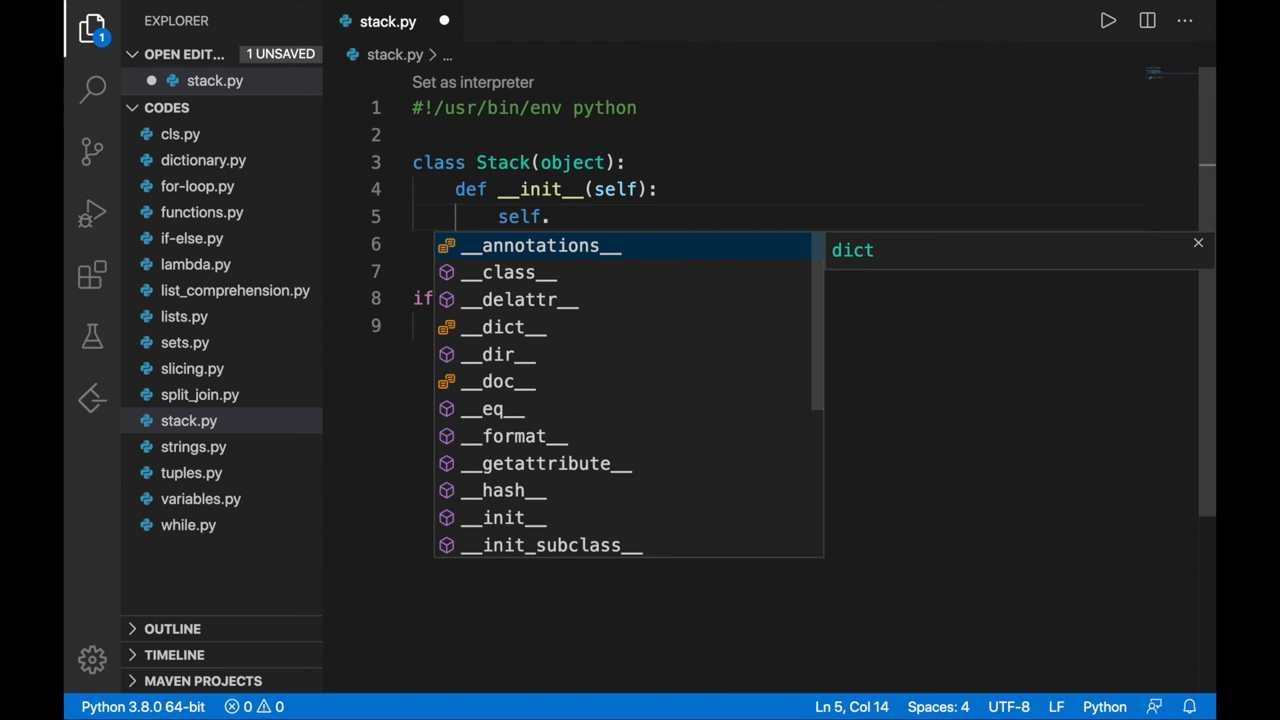 EXPLORER
stack.py
1
OPEN EDIT... 1 UNSAVED
stack.py
CODES
cls.py
dictionary.py
for-loop.py
functions.py
if-else.py
lambda.py
list_comprehension.py
lists.py
sets.py
slicing.py
split_join.py
stack.py
strings.py
tuples.py
variables.py
while.py
OUTLINE
TIMELINE
MAVEN PROJECTS
stack.py > ...
Set as interpreter
1 #!/usr/bin/env python
2
3 class Stack(object):
4 def __init__(self):
5 self.
6
7
8 if
9
__annotations__ dict
__class__
__delattr__
__dict__
__dir__
__doc__
__eq__
__format__
__getattribute__
__hash__
__init__
__init_subclass__
Python 3.8.0 64-bit 0 0 Ln 5, Col 14 Spaces: 4 UTF-8 LF Python